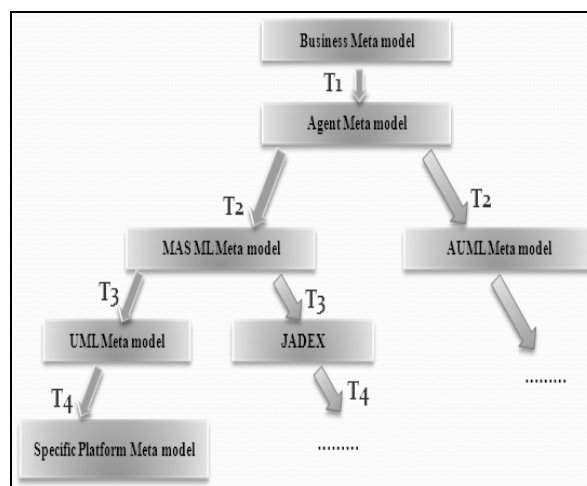 Business Meta model
T1
Agent Meta model
T2
T2
MAS ML Meta model
AUML Meta model
T3
T3
UML Meta model
JADEX
.........
T4
T4
Specific Platform Meta model
.........